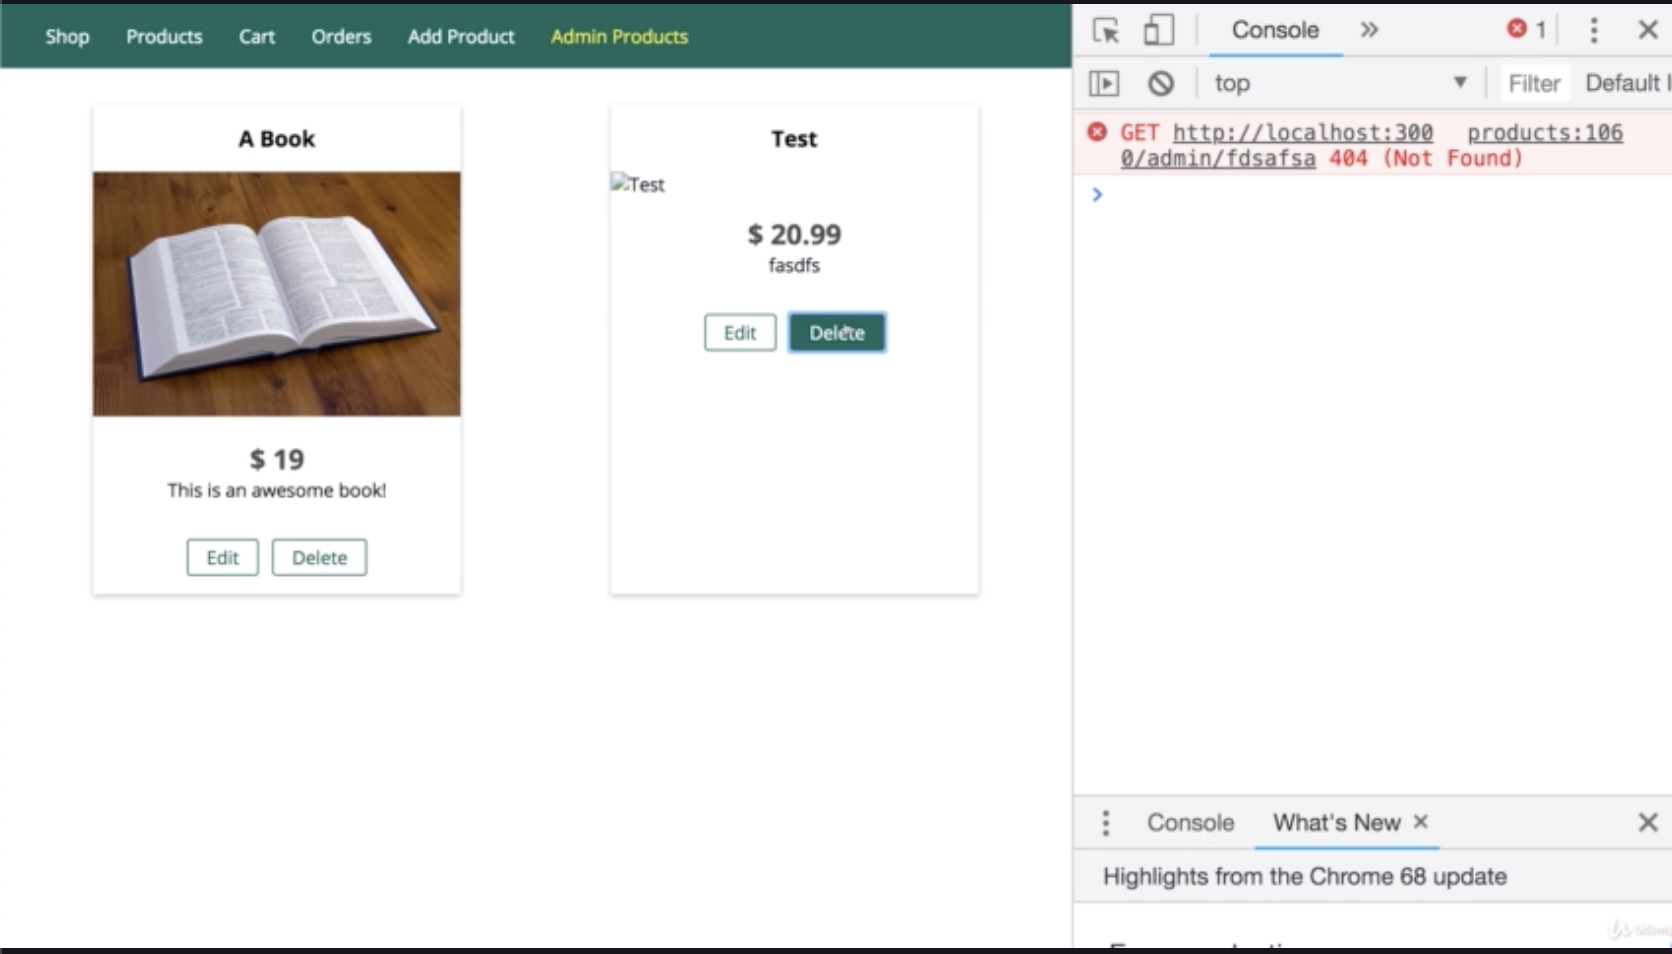 Shop Products Cart Orders Add Product Admin Products
A Book
$ 19
This is an awesome book!
Edit Delete
Test
Test
$ 20.99
fasdfs
Edit Delete
Console 1
top Filter Default
GET http://localhost:300 products:106
0/admin/fdsafsa 404 (Not Found)
Console What's New
Highlights from the Chrome 68 update